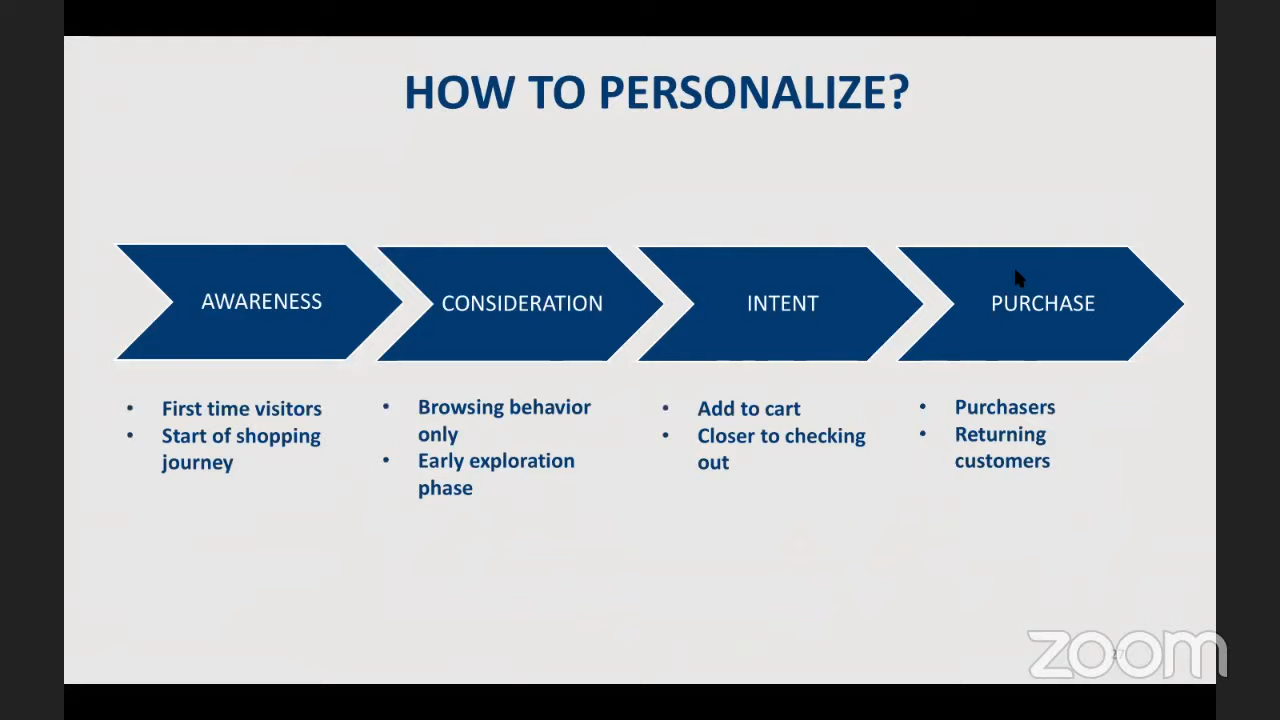 HOW TO PERSONALIZE?
AWARENESS
CONSIDERATION
INTENT
PURCHASE
• First time visitors
• Start of shopping
journey
• Browsing behavior
only
• Early exploration
phase
• Add to cart
• Closer to checking
out
• Purchasers
• Returning
customers
zoom